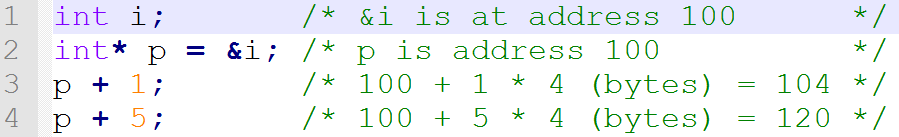 1 int i;         /* &i is at address 100       */
2 int* p = &i; /* p is address 100           */
3 p + 1;         /* 100 + 1 * 4 (bytes) = 104 */
4 p + 5;         /* 100 + 5 * 4 (bytes) = 120 */